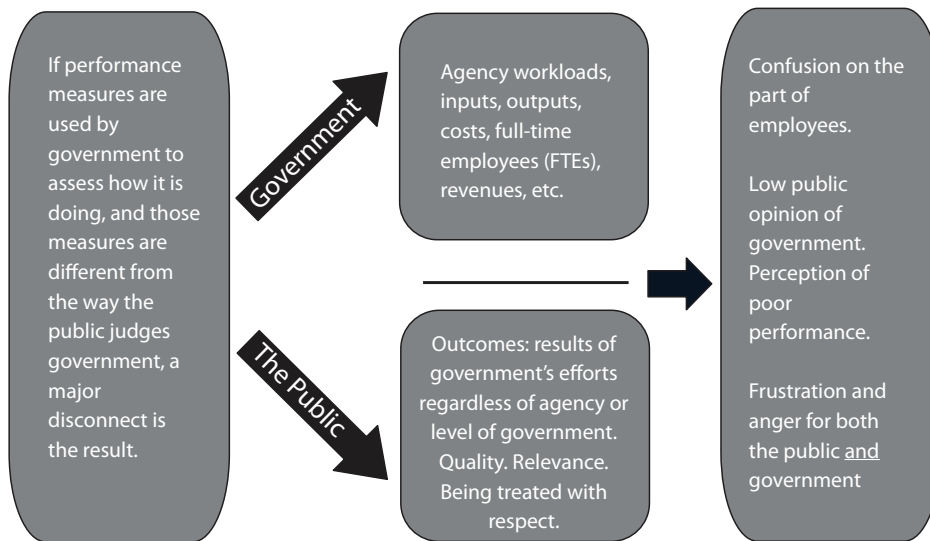 If performance
measures are
used by
government to
assess how it is
doing, and those
measures are
different from
the way the
public judges
government, a
major
disconnect is
the result.
Government
Agency workloads,
inputs, outputs,
costs, full-time
employees (FTEs),
revenues, etc.
The Public
Outcomes: results of
government’s efforts
regardless of agency or
level of government.
Quality. Relevance.
Being treated with
respect.
Confusion on the
part of
employees.
Low public
opinion of
government.
Perception of
poor
performance.
Frustration and
anger for both
the public and
government